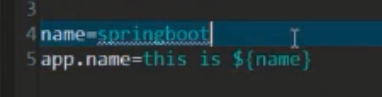 3
4 name=springboot
5 app.name=this is ${name}